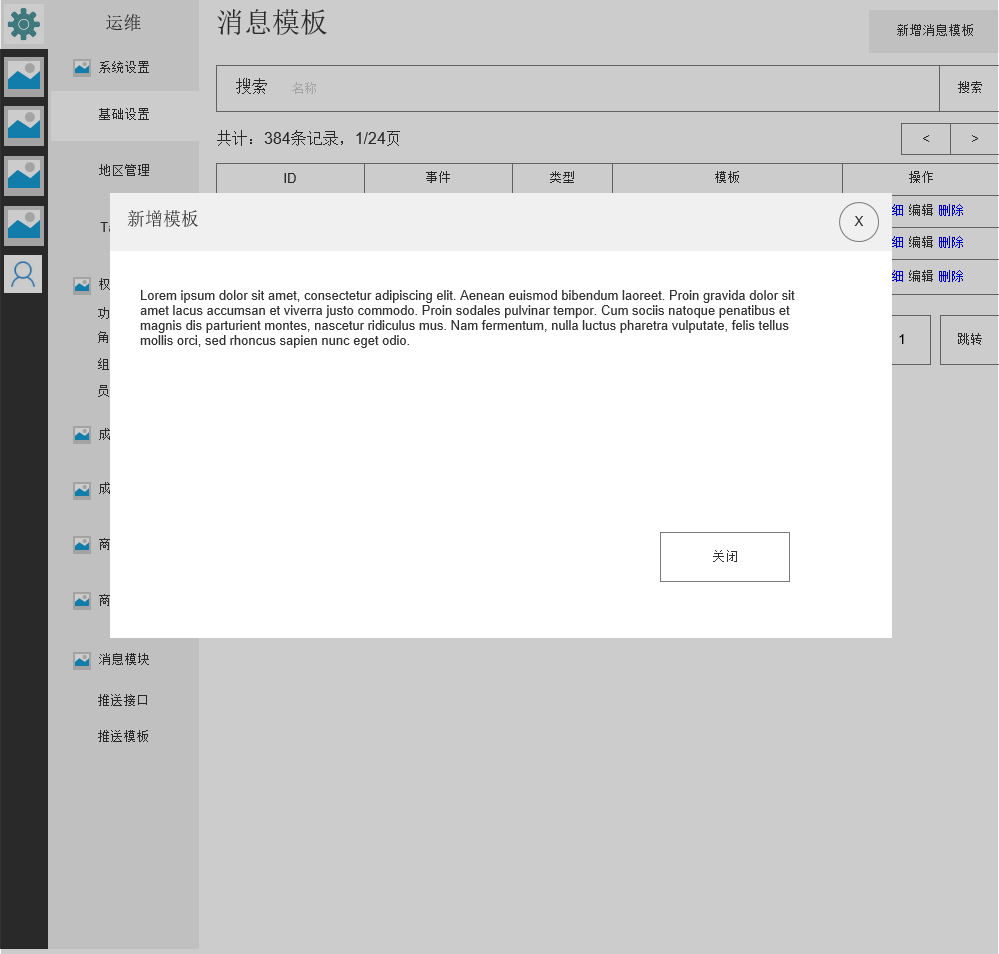 运维
消息模板
新增消息模板
系统设置
搜索 名称 搜索
基础设置
共计：384条记录，1/24页 < >
地区管理
ID 事件 类型 模板 操作
细 编辑 删除
新增模板 X
T
细 编辑 删除
权
细 编辑 删除
Lorem ipsum dolor sit amet, consectetur adipiscing elit. Aenean euismod bibendum laoreet. Proin gravida dolor sit
amet lacus accumsan et viverra justo commodo. Proin sodales pulvinar tempor. Cum sociis natoque penatibus et
magnis dis parturient montes, nascetur ridiculus mus. Nam fermentum, nulla luctus pharetra vulputate, felis tellus
mollis orci, sed rhoncus sapien nunc eget odio.
功
角
1 跳转
组
员
成
成
商
关闭
商
消息模块
推送接口
推送模板